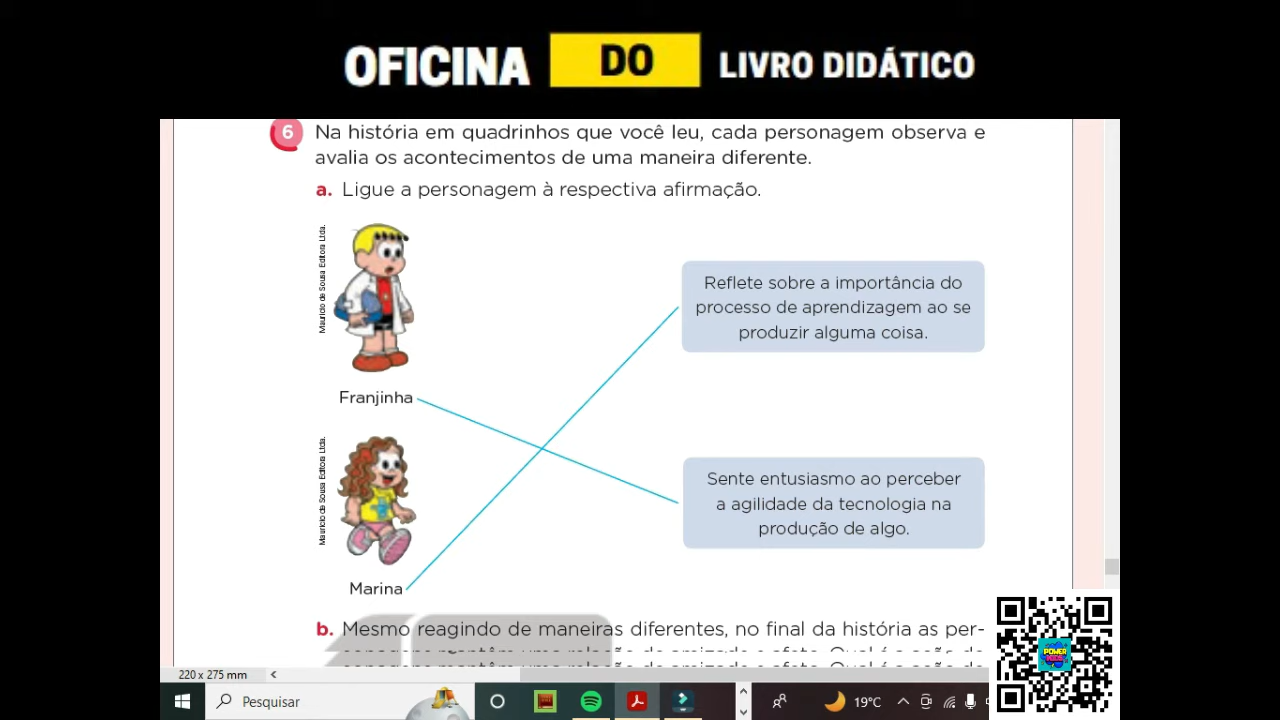 OFICINA DO LIVRO DIDÁTICO
6 Na história em quadrinhos que você leu, cada personagem observa e
avalia os acontecimentos de uma maneira diferente.
a. Ligue a personagem à respectiva afirmação.
Mauricio de Sousa Editora Ltda.
Reflete sobre a importância do
processo de aprendizagem ao se
produzir alguma coisa.
Franjinha
Mauricio de Sousa Editora Ltda.
Sente entusiasmo ao perceber
a agilidade da tecnologia na
produção de algo.
Marina
b. Mesmo reagindo de maneiras diferentes, no final da história as per-
220 x 275 mm
Pesquisar
19°C
POWER